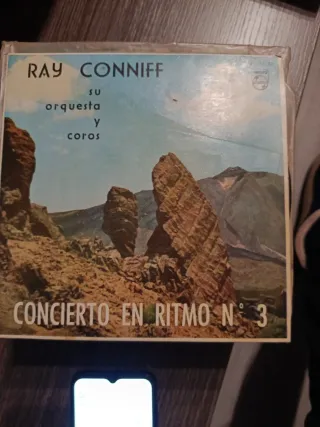 RAY CONNIFF
su
orquesta
y
coros
CONCIERTO EN RITMO N° 3